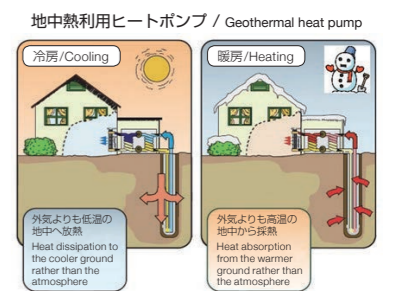 地中熱利用ヒートポンプ / Geothermal heat pump
冷房/Cooling
暖房/Heating
外気よりも低温の
地中へ放熱
Heat dissipation to
the cooler ground
rather than the
atmosphere
外気よりも高温の
地中から採熱
Heat absorption
from the warmer
ground rather than
the atmosphere